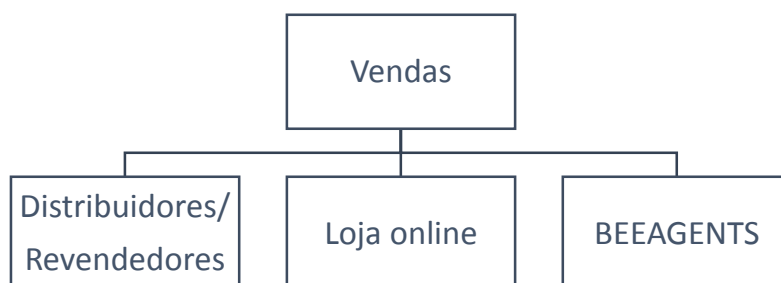 Vendas
Distribuidores/
Revendedores
Loja online
BEEAGENTS